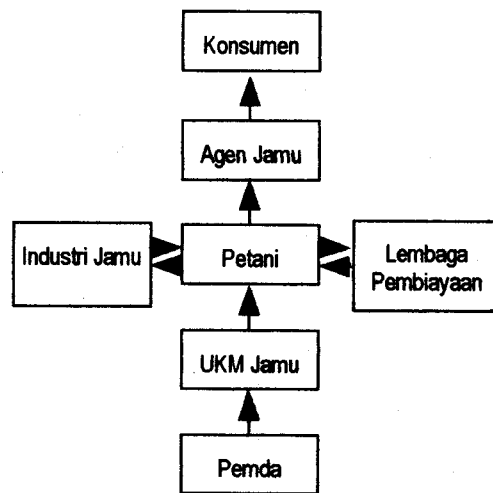 Konsumen
Agen Jamu
Industri Jamu
Petani
Lembaga
Pembiayaan
UKM Jamu
Pemda